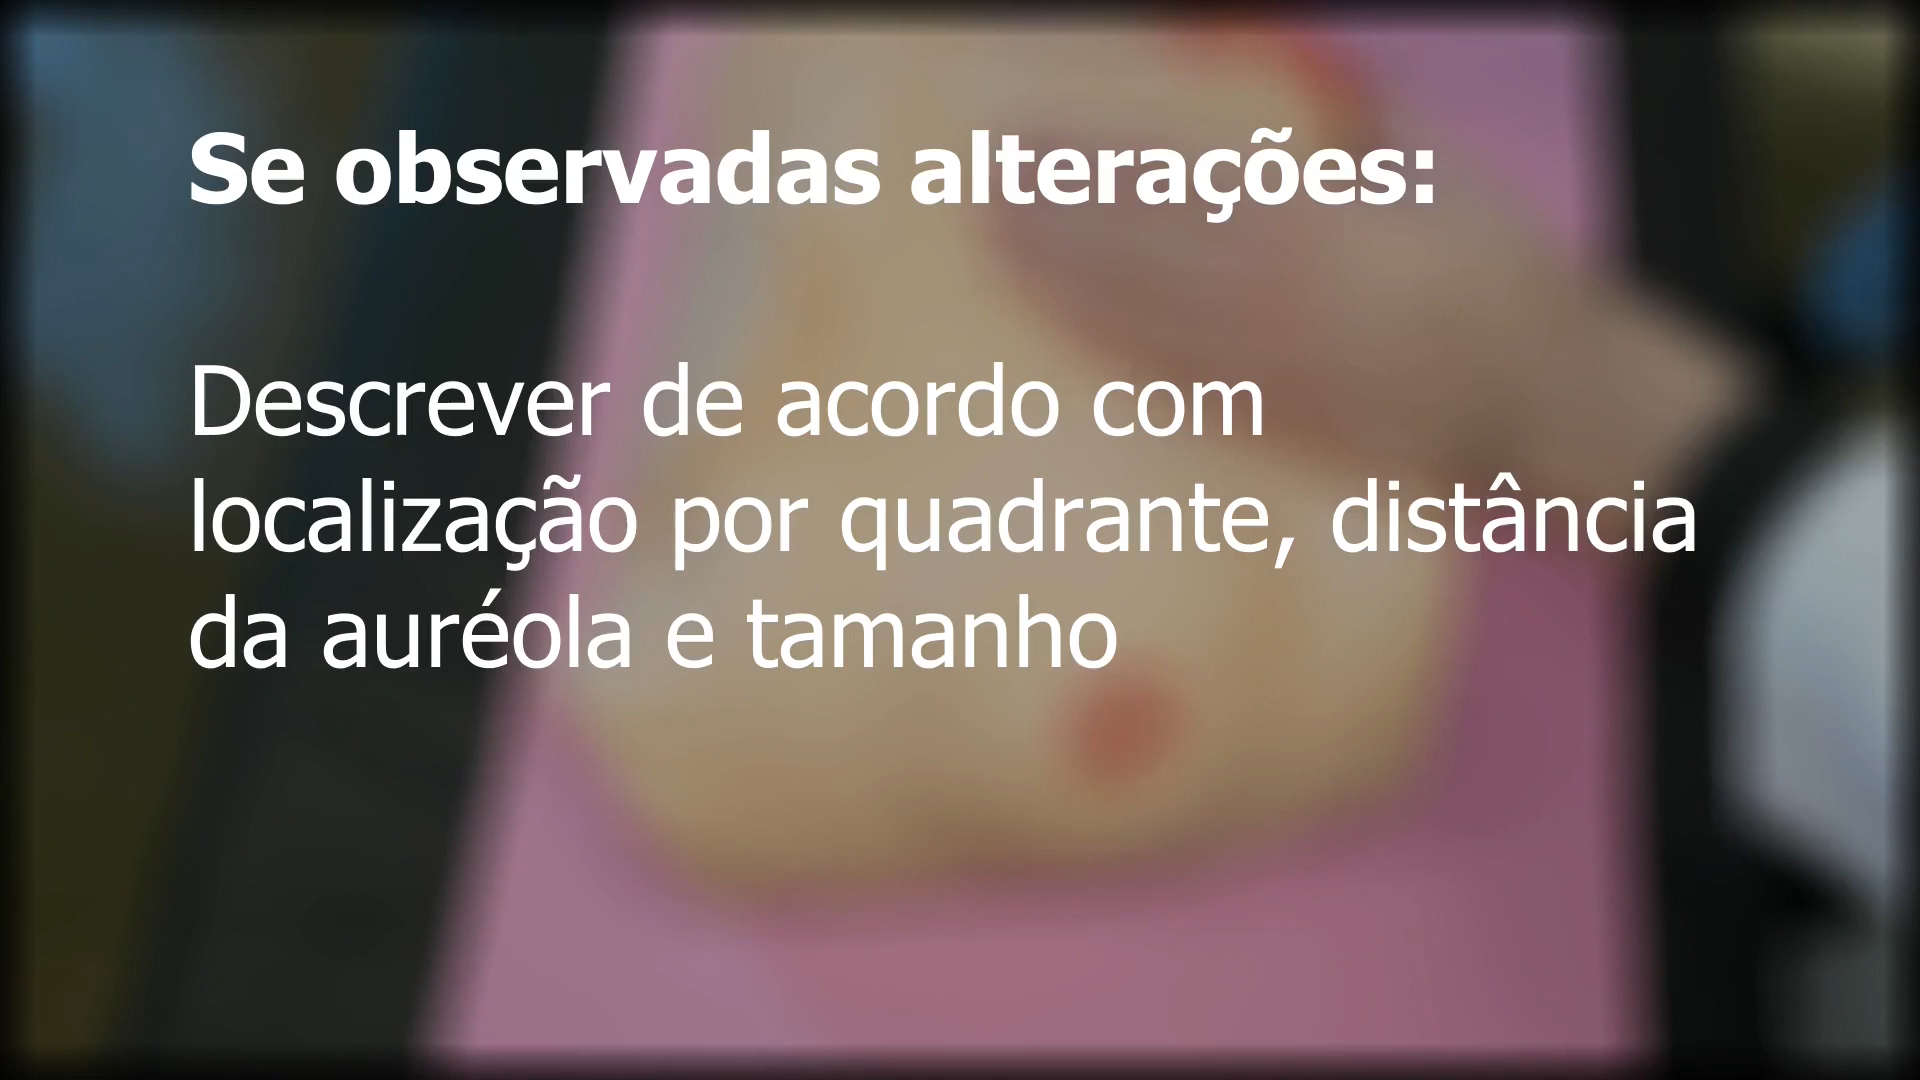 Se observadas alterações:
Descrever de acordo com
localização por quadrante, distância
da auréola e tamanho